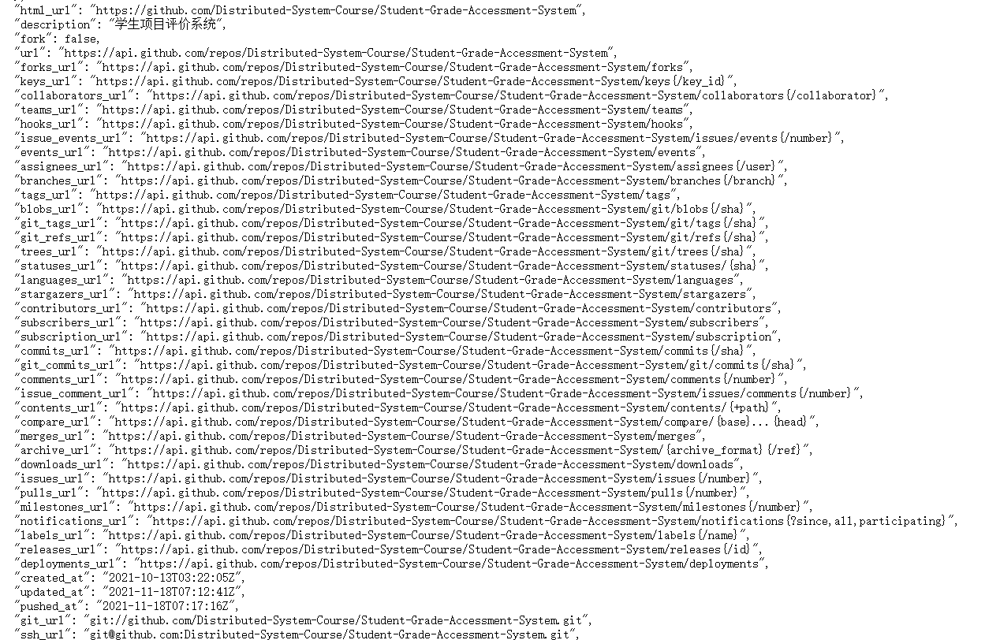 "html_url": "https://github.com/Distributed-System-Course/Student-Grade-Accessment-System",
"description": "学生项目评价系统",
"fork": false,
"url": "https://api.github.com/repos/Distributed-System-Course/Student-Grade-Accessment-System",
"forks_url": "https://api.github.com/repos/Distributed-System-Course/Student-Grade-Accessment-System/forks",
"keys_url": "https://api.github.com/repos/Distributed-System-Course/Student-Grade-Accessment-System/keys{/key_id}",
"collaborators_url": "https://api.github.com/repos/Distributed-System-Course/Student-Grade-Accessment-System/collaborators{/collaborator}",
"teams_url": "https://api.github.com/repos/Distributed-System-Course/Student-Grade-Accessment-System/teams",
"hooks_url": "https://api.github.com/repos/Distributed-System-Course/Student-Grade-Accessment-System/hooks",
"issue_events_url": "https://api.github.com/repos/Distributed-System-Course/Student-Grade-Accessment-System/issues/events{/number}",
"events_url": "https://api.github.com/repos/Distributed-System-Course/Student-Grade-Accessment-System/events",
"assignees_url": "https://api.github.com/repos/Distributed-System-Course/Student-Grade-Accessment-System/assignees{/user}",
"branches_url": "https://api.github.com/repos/Distributed-System-Course/Student-Grade-Accessment-System/branches{/branch}",
"tags_url": "https://api.github.com/repos/Distributed-System-Course/Student-Grade-Accessment-System/tags",
"blobs_url": "https://api.github.com/repos/Distributed-System-Course/Student-Grade-Accessment-System/git/blobs{/sha}",
"git_tags_url": "https://api.github.com/repos/Distributed-System-Course/Student-Grade-Accessment-System/git/tags{/sha}",
"git_refs_url": "https://api.github.com/repos/Distributed-System-Course/Student-Grade-Accessment-System/git/refs{/sha}",
"trees_url": "https://api.github.com/repos/Distributed-System-Course/Student-Grade-Accessment-System/git/trees{/sha}",
"statuses_url": "https://api.github.com/repos/Distributed-System-Course/Student-Grade-Accessment-System/statuses/{sha}",
"languages_url": "https://api.github.com/repos/Distributed-System-Course/Student-Grade-Accessment-System/languages",
"stargazers_url": "https://api.github.com/repos/Distributed-System-Course/Student-Grade-Accessment-System/stargazers",
"contributors_url": "https://api.github.com/repos/Distributed-System-Course/Student-Grade-Accessment-System/contributors",
"subscribers_url": "https://api.github.com/repos/Distributed-System-Course/Student-Grade-Accessment-System/subscribers",
"subscription_url": "https://api.github.com/repos/Distributed-System-Course/Student-Grade-Accessment-System/subscription",
"commits_url": "https://api.github.com/repos/Distributed-System-Course/Student-Grade-Accessment-System/commits{/sha}",
"git_commits_url": "https://api.github.com/repos/Distributed-System-Course/Student-Grade-Accessment-System/git/commits{/sha}",
"comments_url": "https://api.github.com/repos/Distributed-System-Course/Student-Grade-Accessment-System/comments{/number}",
"issue_comment_url": "https://api.github.com/repos/Distributed-System-Course/Student-Grade-Accessment-System/issues/comments{/number}",
"contents_url": "https://api.github.com/repos/Distributed-System-Course/Student-Grade-Accessment-System/contents/{+path}",
"compare_url": "https://api.github.com/repos/Distributed-System-Course/Student-Grade-Accessment-System/compare/{base}...{head}",
"merges_url": "https://api.github.com/repos/Distributed-System-Course/Student-Grade-Accessment-System/merges",
"archive_url": "https://api.github.com/repos/Distributed-System-Course/Student-Grade-Accessment-System/{archive_format}{/ref}",
"downloads_url": "https://api.github.com/repos/Distributed-System-Course/Student-Grade-Accessment-System/downloads",
"issues_url": "https://api.github.com/repos/Distributed-System-Course/Student-Grade-Accessment-System/issues{/number}",
"pulls_url": "https://api.github.com/repos/Distributed-System-Course/Student-Grade-Accessment-System/pulls{/number}",
"milestones_url": "https://api.github.com/repos/Distributed-System-Course/Student-Grade-Accessment-System/milestones{/number}",
"notifications_url": "https://api.github.com/repos/Distributed-System-Course/Student-Grade-Accessment-System/notifications{?since,all,participating}",
"labels_url": "https://api.github.com/repos/Distributed-System-Course/Student-Grade-Accessment-System/labels{/name}",
"releases_url": "https://api.github.com/repos/Distributed-System-Course/Student-Grade-Accessment-System/releases{/id}",
"deployments_url": "https://api.github.com/repos/Distributed-System-Course/Student-Grade-Accessment-System/deployments",
"created_at": "2021-10-13T03:22:05Z",
"updated_at": "2021-11-18T07:12:41Z",
"pushed_at": "2021-11-18T07:17:16Z",
"git_url": "git://github.com/Distributed-System-Course/Student-Grade-Accessment-System.git",
"ssh_url": "git@github.com:Distributed-System-Course/Student-Grade-Accessment-System.git",